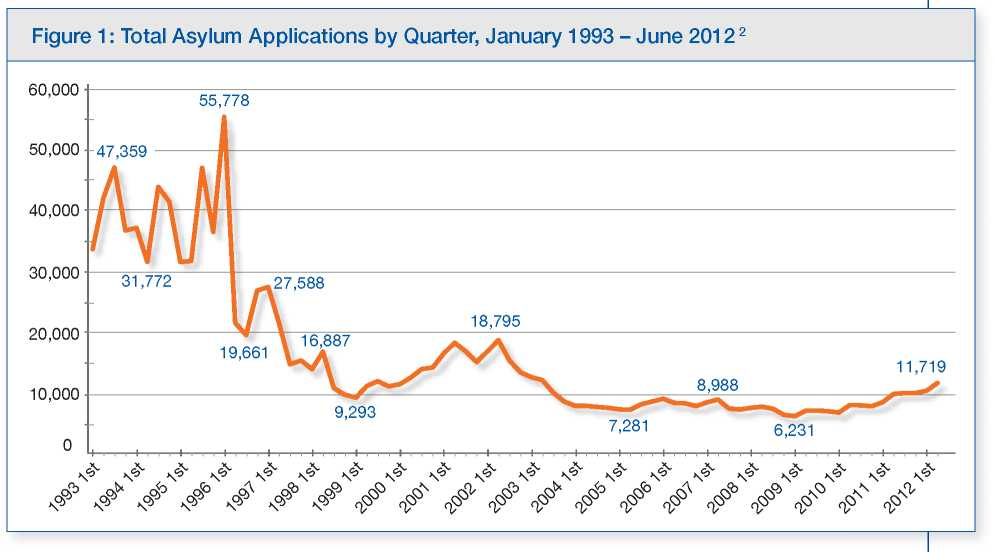 Figure 1: Total Asylum Applications by Quarter, January 1993 – June 2012 2
60,000
55,778
50,000
47,359
40,000
30,000
31,772
27,588
20,000
19,661
16,887
18,795
11,719
10,000
9,293
8,988
7,281
6,231
0
1993 1st
1994 1st
1995 1st
1996 1st
1997 1st
1998 1st
1999 1st
2000 1st
2001 1st
2002 1st
2003 1st
2004 1st
2005 1st
2006 1st
2007 1st
2008 1st
2009 1st
2010 1st
2011 1st
2012 1st